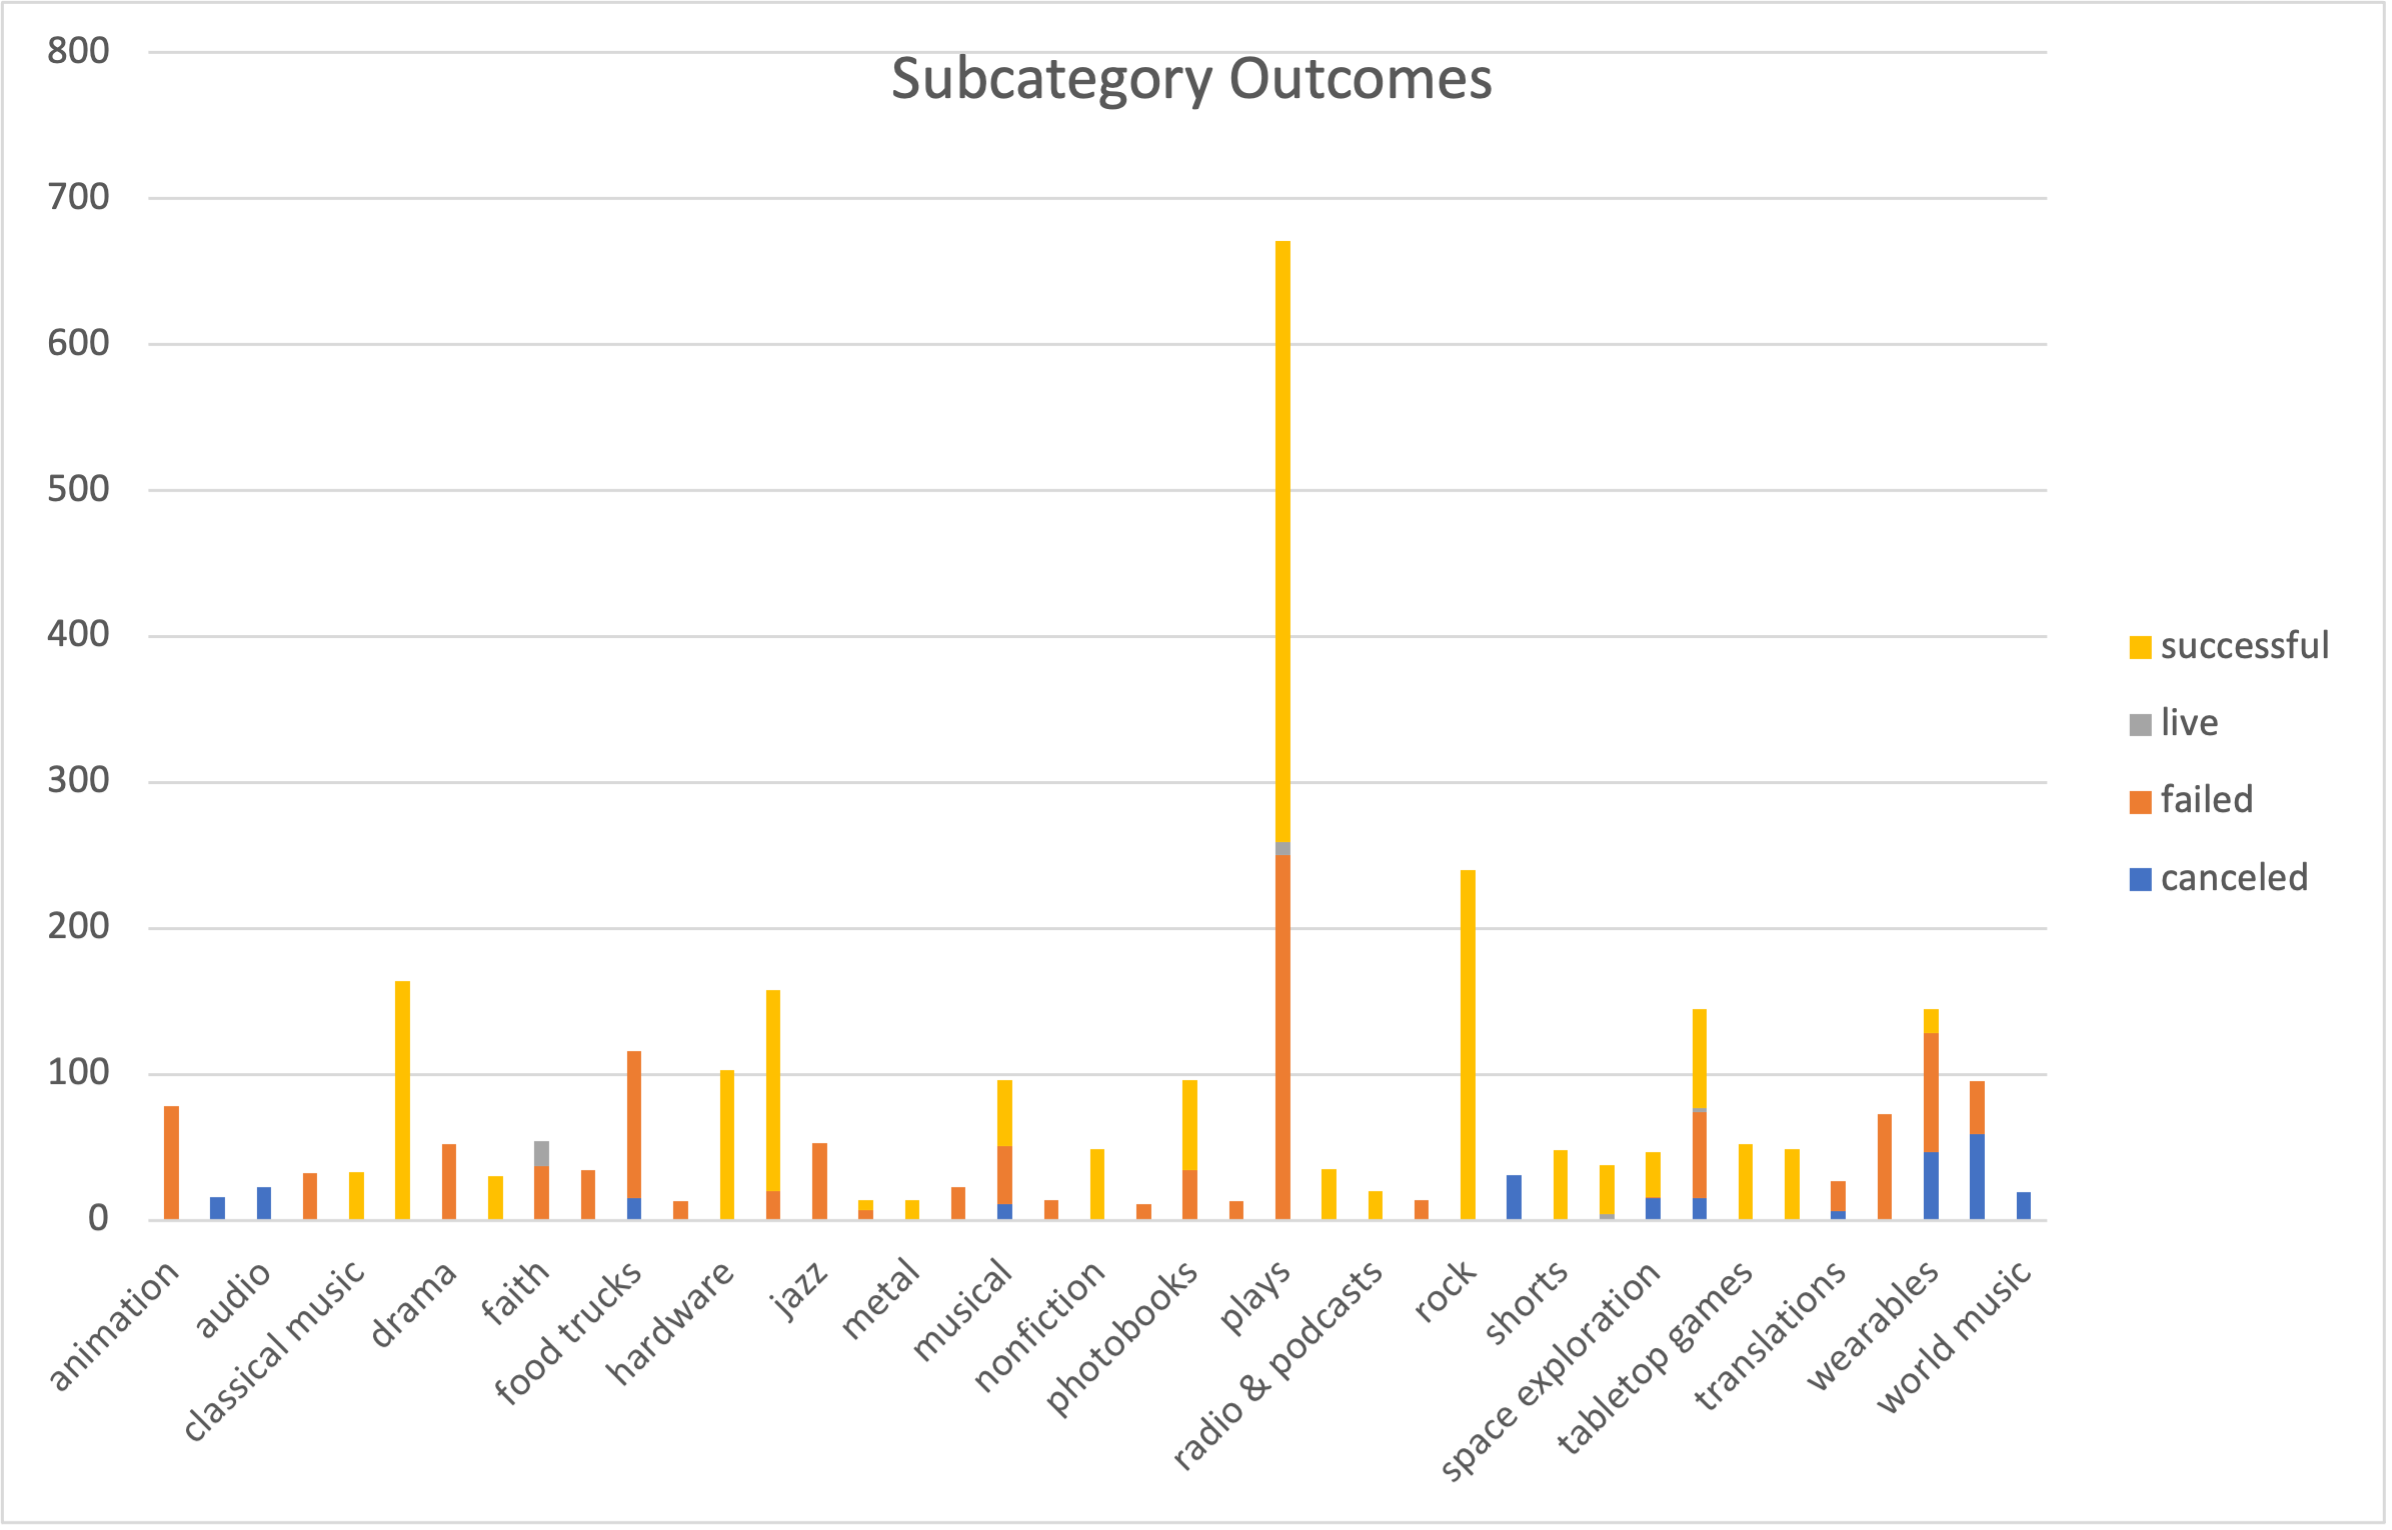 Subcategory Outcomes
800
700
600
500
400
300
200
100
0
successful
live
failed
canceled
animation
audio
classical music
drama
faith
food trucks
hardware
jazz
metal
musical
nonfiction
photobooks
plays
radio & podcasts
rock
shorts
space exploration
tabletop games
translations
wearables
world music